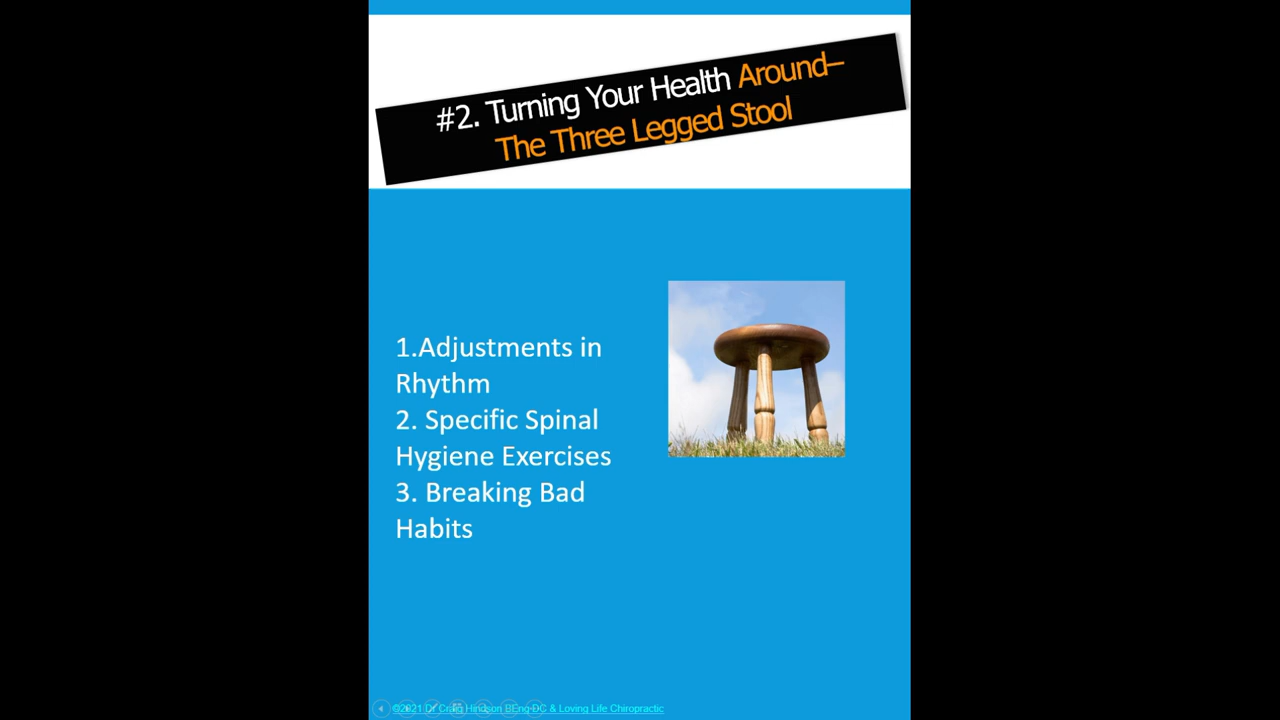 #2. Turning Your Health Around–
The Three Legged Stool
1.Adjustments in
Rhythm
2. Specific Spinal
Hygiene Exercises
3. Breaking Bad
Habits
©2021 Dr Craig Hindson BEng DC & Loving Life Chiropractic